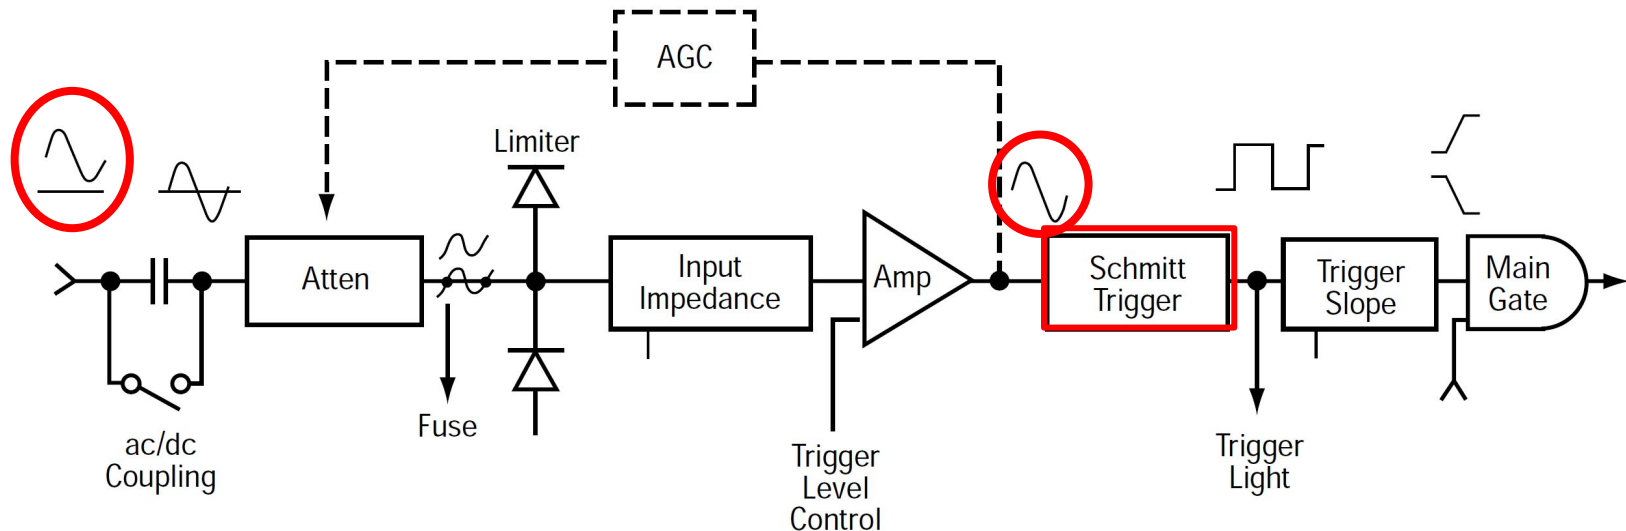 AGC
Limiter
Atten
Input
Impedance
Amp
Schmitt
Trigger
Trigger
Slope
Main
Gate
Fuse
ac/dc
Coupling
Trigger
Level
Control
Trigger
Light